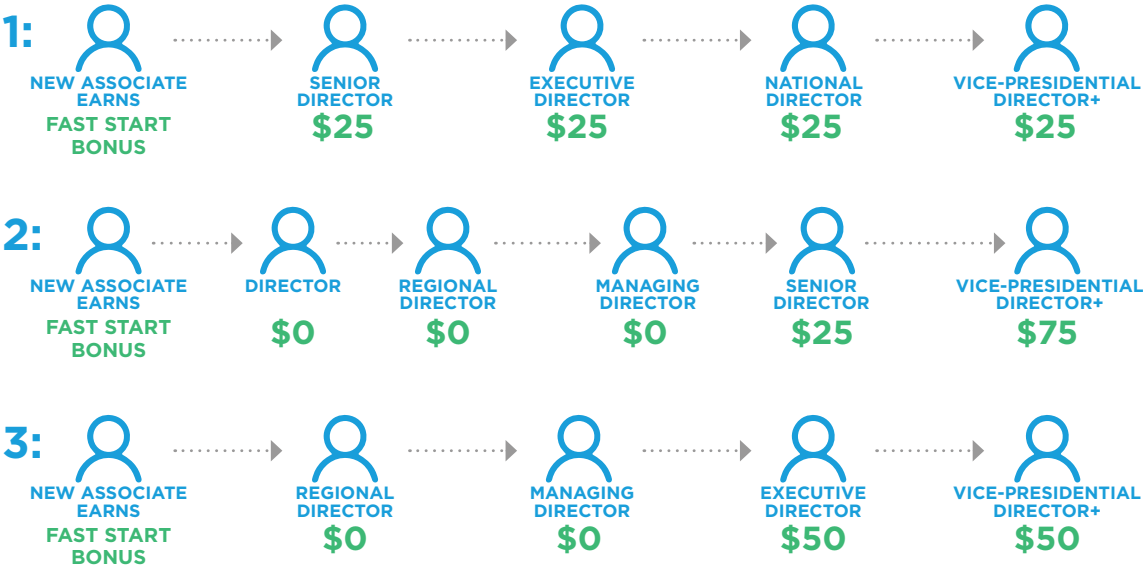 1:
NEW ASSOCIATE
EARNS
FAST START
BONUS
SENIOR
DIRECTOR
$25
EXECUTIVE
DIRECTOR
$25
NATIONAL
DIRECTOR
$25
VICE-PRESIDENTIAL
DIRECTOR+
$25
2:
NEW ASSOCIATE
EARNS
FAST START
BONUS
DIRECTOR
$0
REGIONAL
DIRECTOR
$0
MANAGING
DIRECTOR
$0
SENIOR
DIRECTOR
$25
VICE-PRESIDENTIAL
DIRECTOR+
$75
3:
NEW ASSOCIATE
EARNS
FAST START
BONUS
REGIONAL
DIRECTOR
$0
MANAGING
DIRECTOR
$0
EXECUTIVE
DIRECTOR
$50
VICE-PRESIDENTIAL
DIRECTOR+
$50